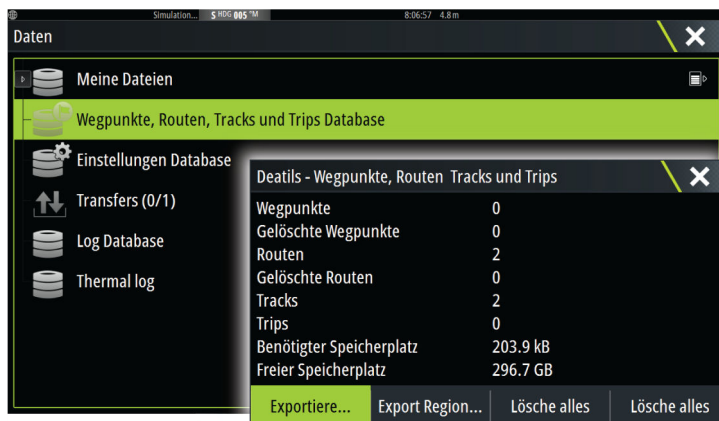 Simulation... S HDG 005 °M 8:06:57 4.8 m
Daten
Meine Dateien
Wegpunkte, Routen, Tracks und Trips Database
Einstellungen Database
Transfers (0/1)
Log Database
Thermal log
Deatils - Wegpunkte, Routen Tracks und Trips
Wegpunkte 0
Gelöschte Wegpunkte 0
Routen 2
Gelöschte Routen 0
Tracks 2
Trips 0
Benötigter Speicherplatz 203.9 kB
Freier Speicherplatz 296.7 GB
Exportiere... Export Region... Lösche alles Lösche alles